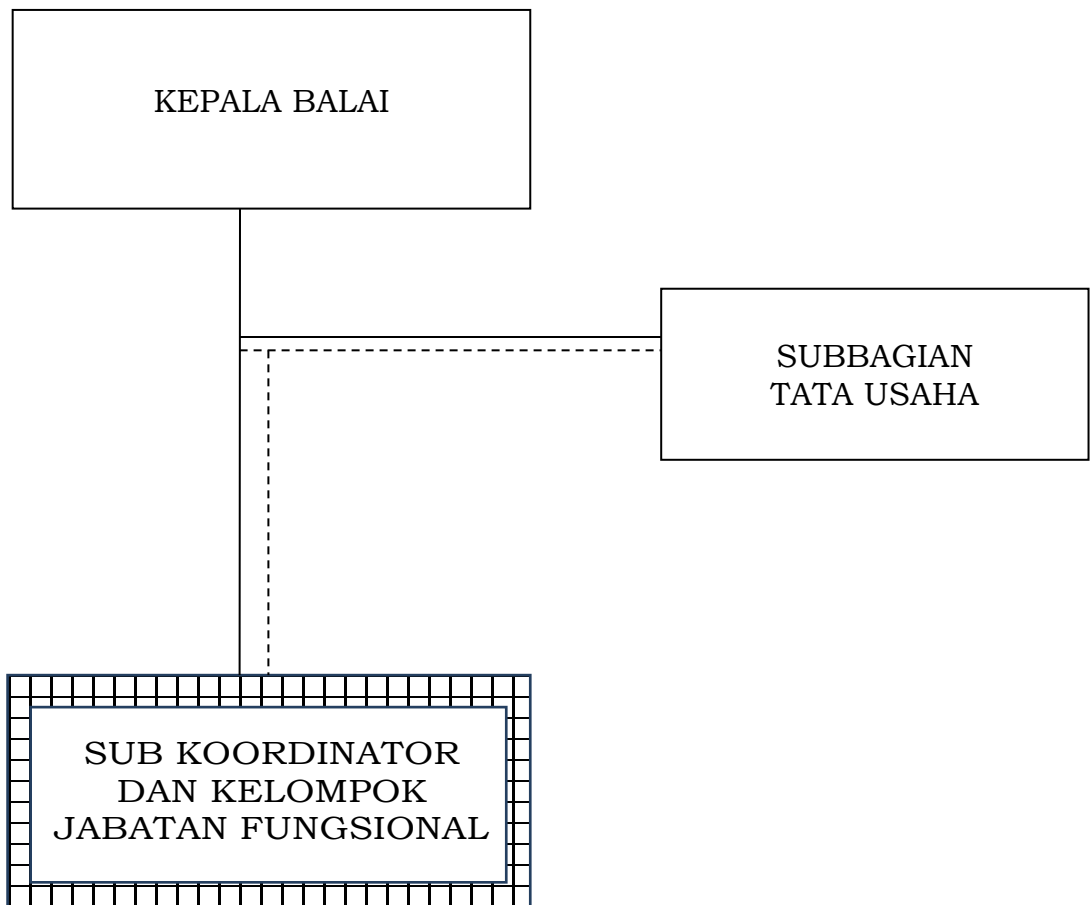 KEPALA BALAI
SUBBAGIAN
TATA USAHA
SUB KOORDINATOR
DAN KELOMPOK
JABATAN FUNGSIONAL